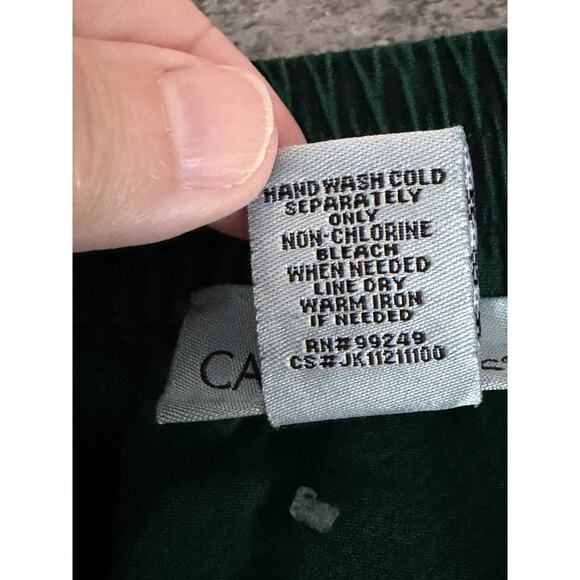 HAND WASH COLD
SEPARATELY
ONLY
NON-CHLORINE
BLEACH
WHEN NEEDED
LINE DRY
WARM IRON
IF NEEDED
RN# 99249
CS# JK11211100
CA